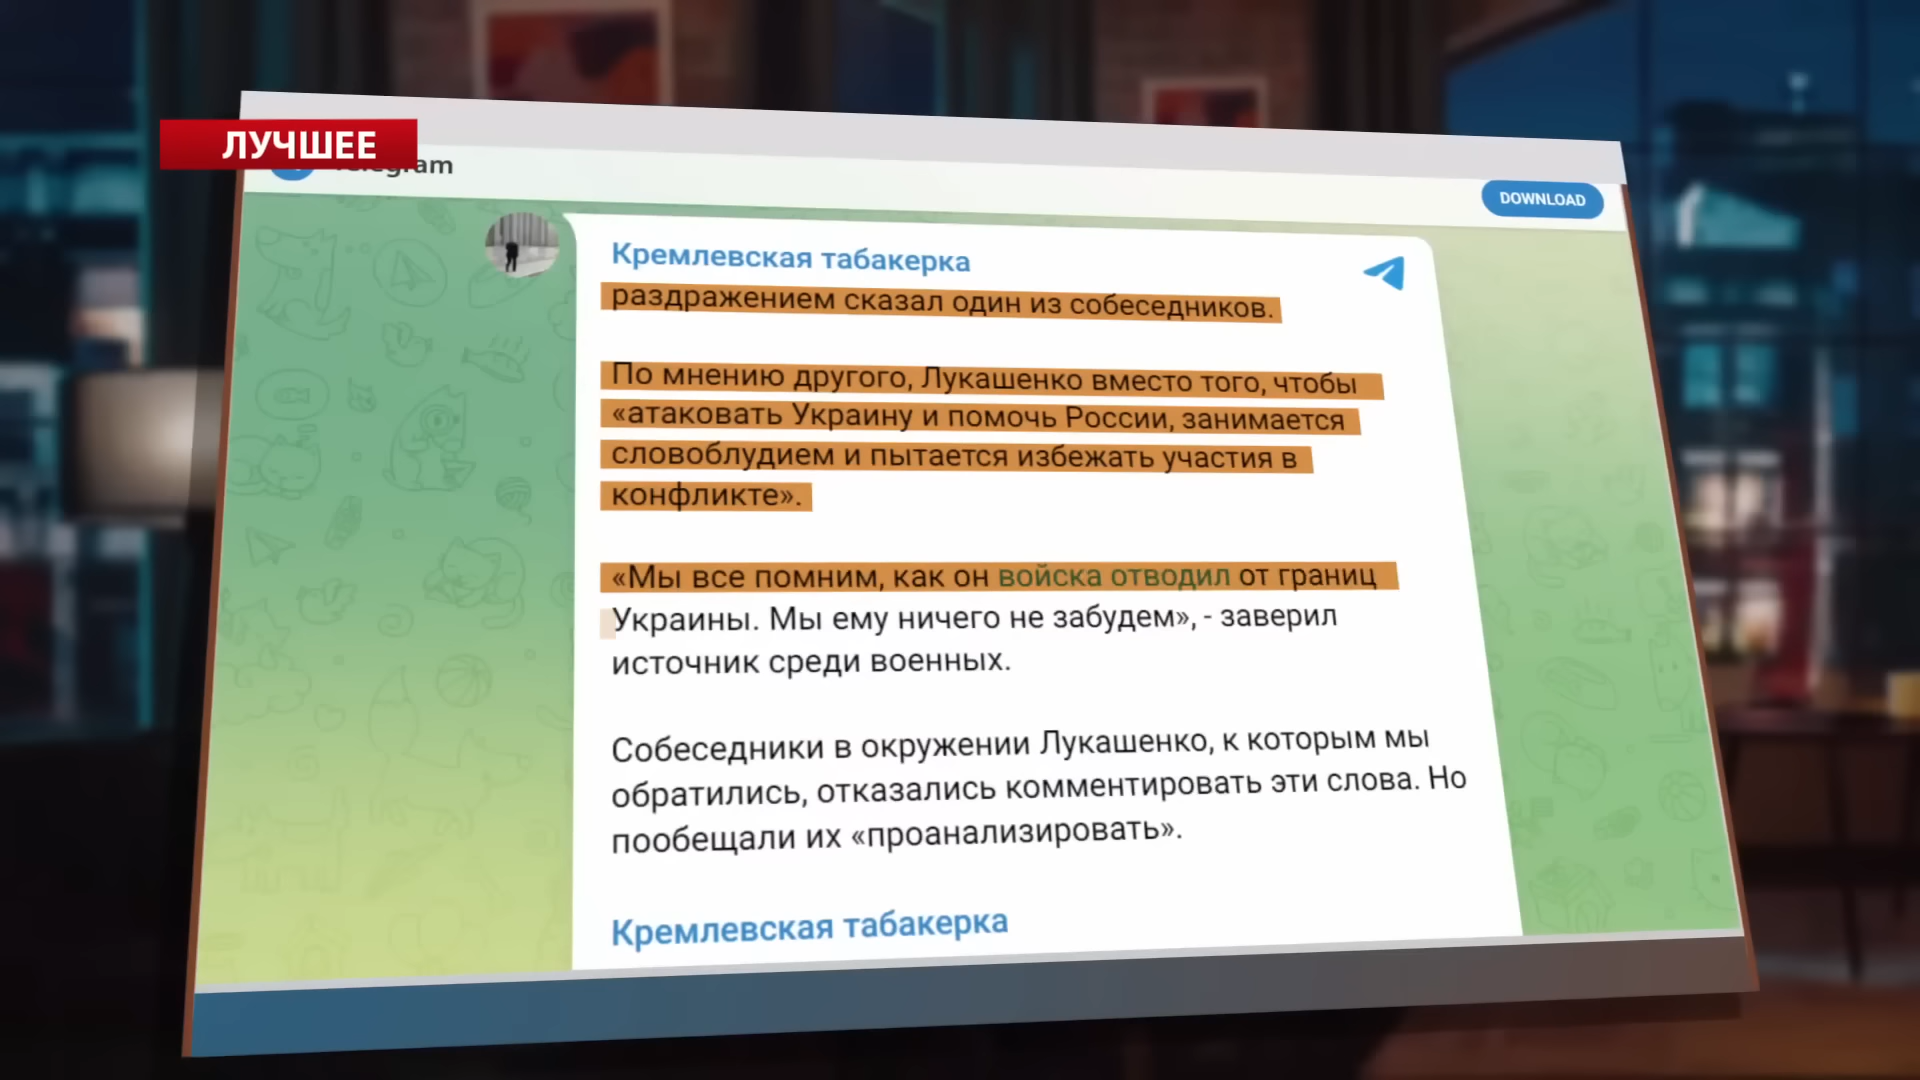 ЛУЧШЕЕ
DOWNLOAD
Кремлевская табакерка
раздражением сказал один из собеседников.
По мнению другого, Лукашенко вместо того, чтобы
«атаковать Украину и помочь России, занимается
словоблудием и пытается избежать участия в
конфликте».
«Мы все помним, как он войска отводил от границ
Украины. Мы ему ничего не забудем», - заверил
источник среди военных.
Собеседники в окружении Лукашенко, к которым мы
обратились, отказались комментировать эти слова. Но
пообещали их «проанализировать».
Кремлевская табакерка